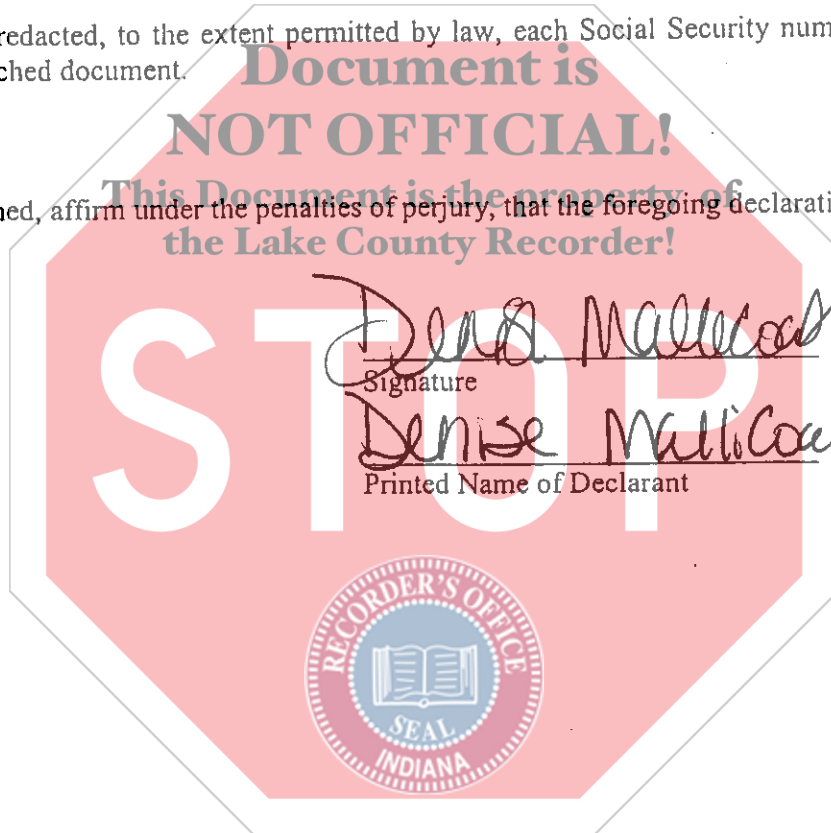 redacted, to the extent permitted by law, each Social Security num
ched document.
Document is
NOT OFFICIAL!
This Document is the property of
ned, affirm under the penalties of perjury, that the foregoing declarati
the Lake County Recorder!
STOP
Denise Mallicoat
Signature
Denise Mallicoa
Printed Name of Declarant
RECORDER'S OFFICE
SEAL
INDIANA